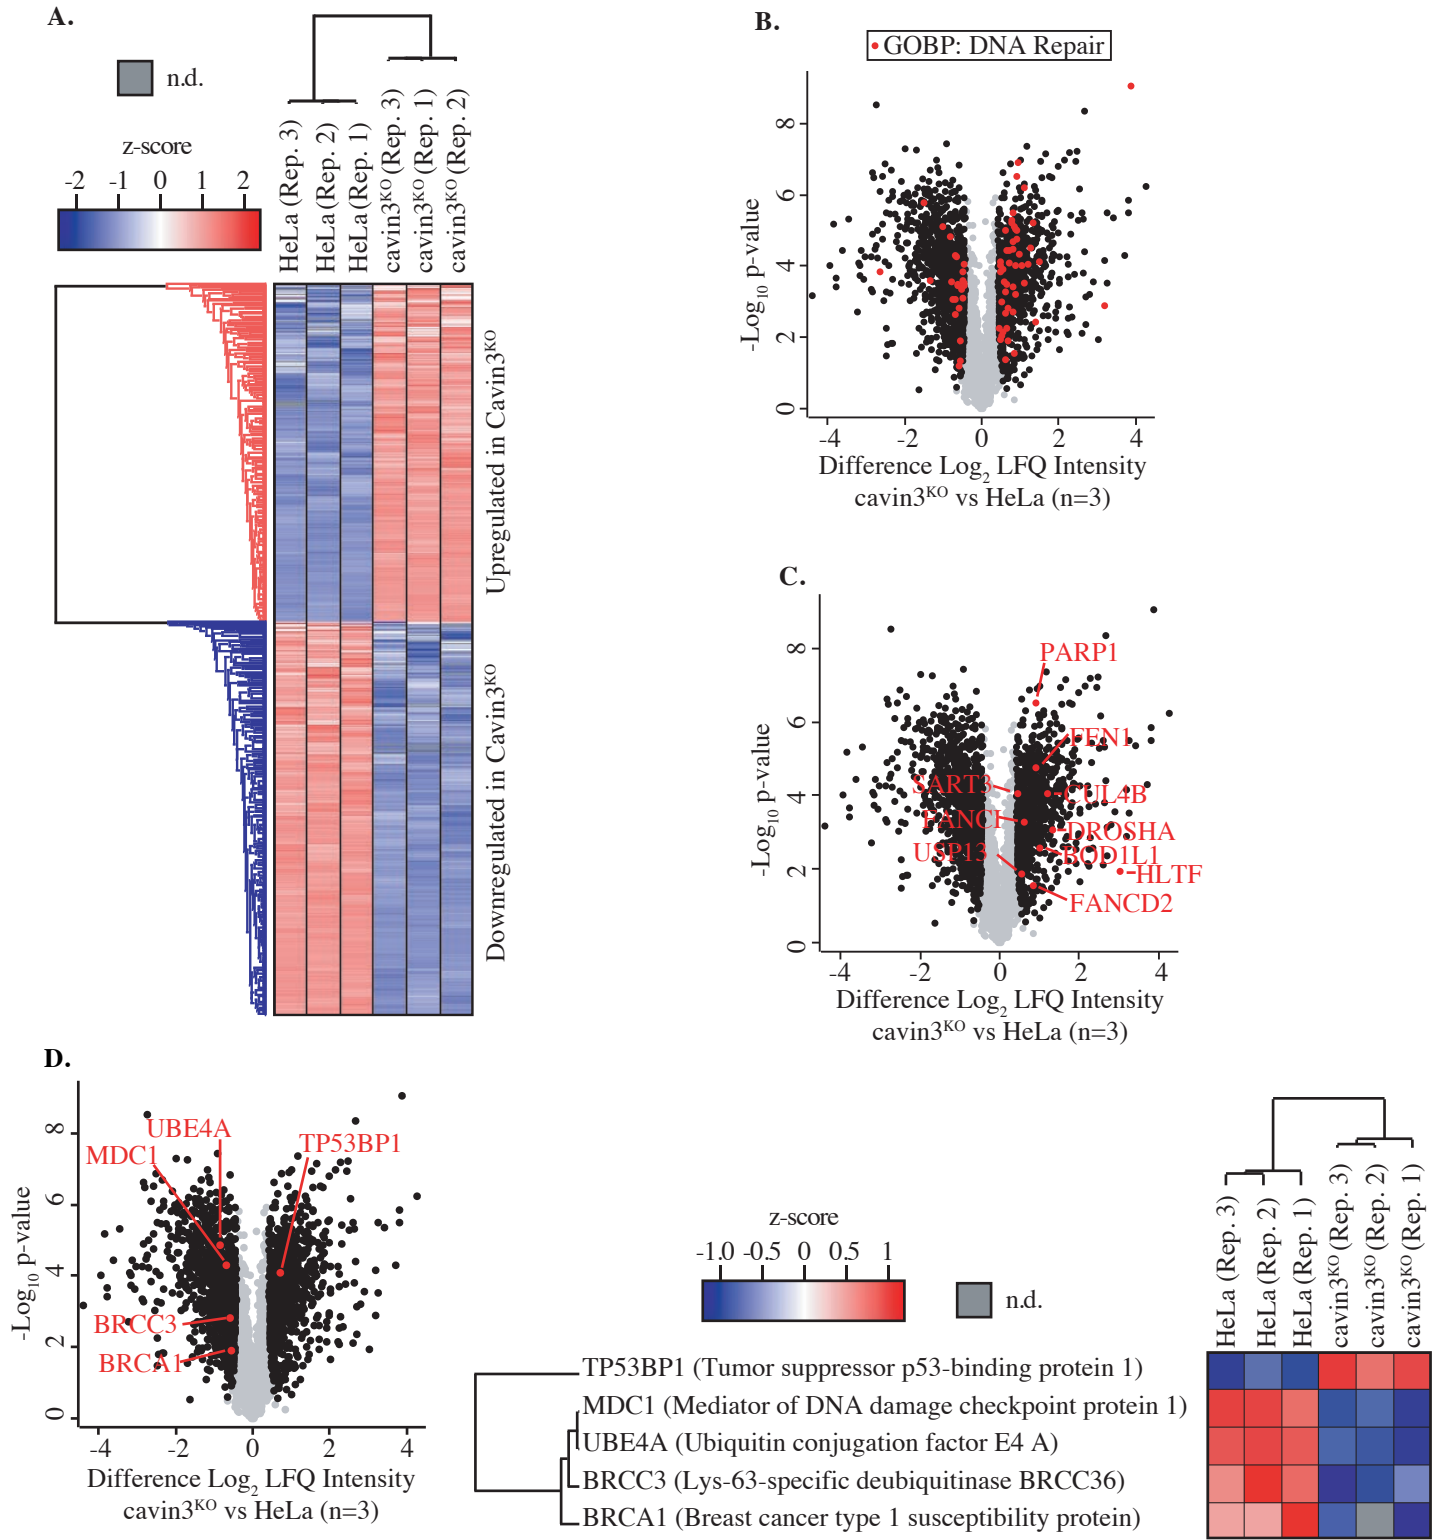 A.
n.d.
z-score
-2 -1 0 1 2
HeLa (Rep. 3)
HeLa (Rep. 2)
HeLa (Rep. 1)
cavin3KO (Rep. 3)
cavin3KO (Rep. 1)
cavin3KO (Rep. 2)
Upregulated in Cavin3KO
Downregulated in Cavin3KO
B.
GOBP: DNA Repair
-Log10 p-value
8
6
4
2
0
-4 -2 0 2 4
Difference Log2 LFQ Intensity
cavin3KO vs HeLa (n=3)
C.
-Log10 p-value
8
6
4
2
0
PARP1
FEN1
SART3
CUL4B
FANCI
DROSHA
USP13
BOD1L1
HLTF
FANCD2
-4 -2 0 2 4
Difference Log2 LFQ Intensity
cavin3KO vs HeLa (n=3)
D.
-Log10 p-value
8
6
4
2
0
UBE4A
MDC1
TP53BP1
BRCC3
BRCA1
-4 -2 0 2 4
Difference Log2 LFQ Intensity
cavin3KO vs HeLa (n=3)
z-score
-1.0 -0.5 0 0.5 1
n.d.
HeLa (Rep. 3)
HeLa (Rep. 2)
HeLa (Rep. 1)
cavin3KO (Rep. 3)
cavin3KO (Rep. 2)
cavin3KO (Rep. 1)
TP53BP1 (Tumor suppressor p53-binding protein 1)
MDC1 (Mediator of DNA damage checkpoint protein 1)
UBE4A (Ubiquitin conjugation factor E4 A)
BRCC3 (Lys-63-specific deubiquitinase BRCC36)
BRCA1 (Breast cancer type 1 susceptibility protein)